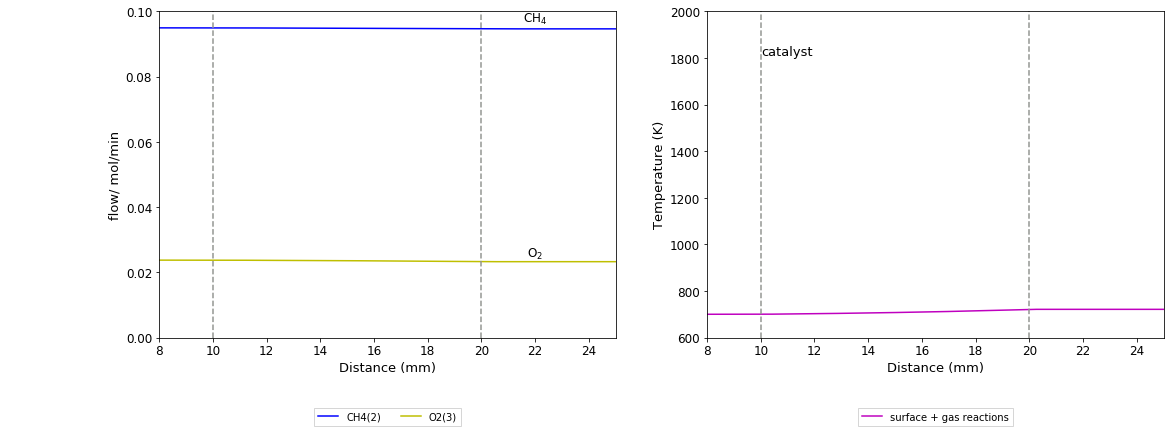 0.10
0.08
0.06
0.04
0.02
0.00
flow/ mol/min
CH₄
O₂
8 10 12 14 16 18 20 22 24
Distance (mm)
CH4(2) O2(3)
2000
1800
1600
1400
1200
1000
800
600
Temperature (K)
catalyst
8 10 12 14 16 18 20 22 24
Distance (mm)
surface + gas reactions